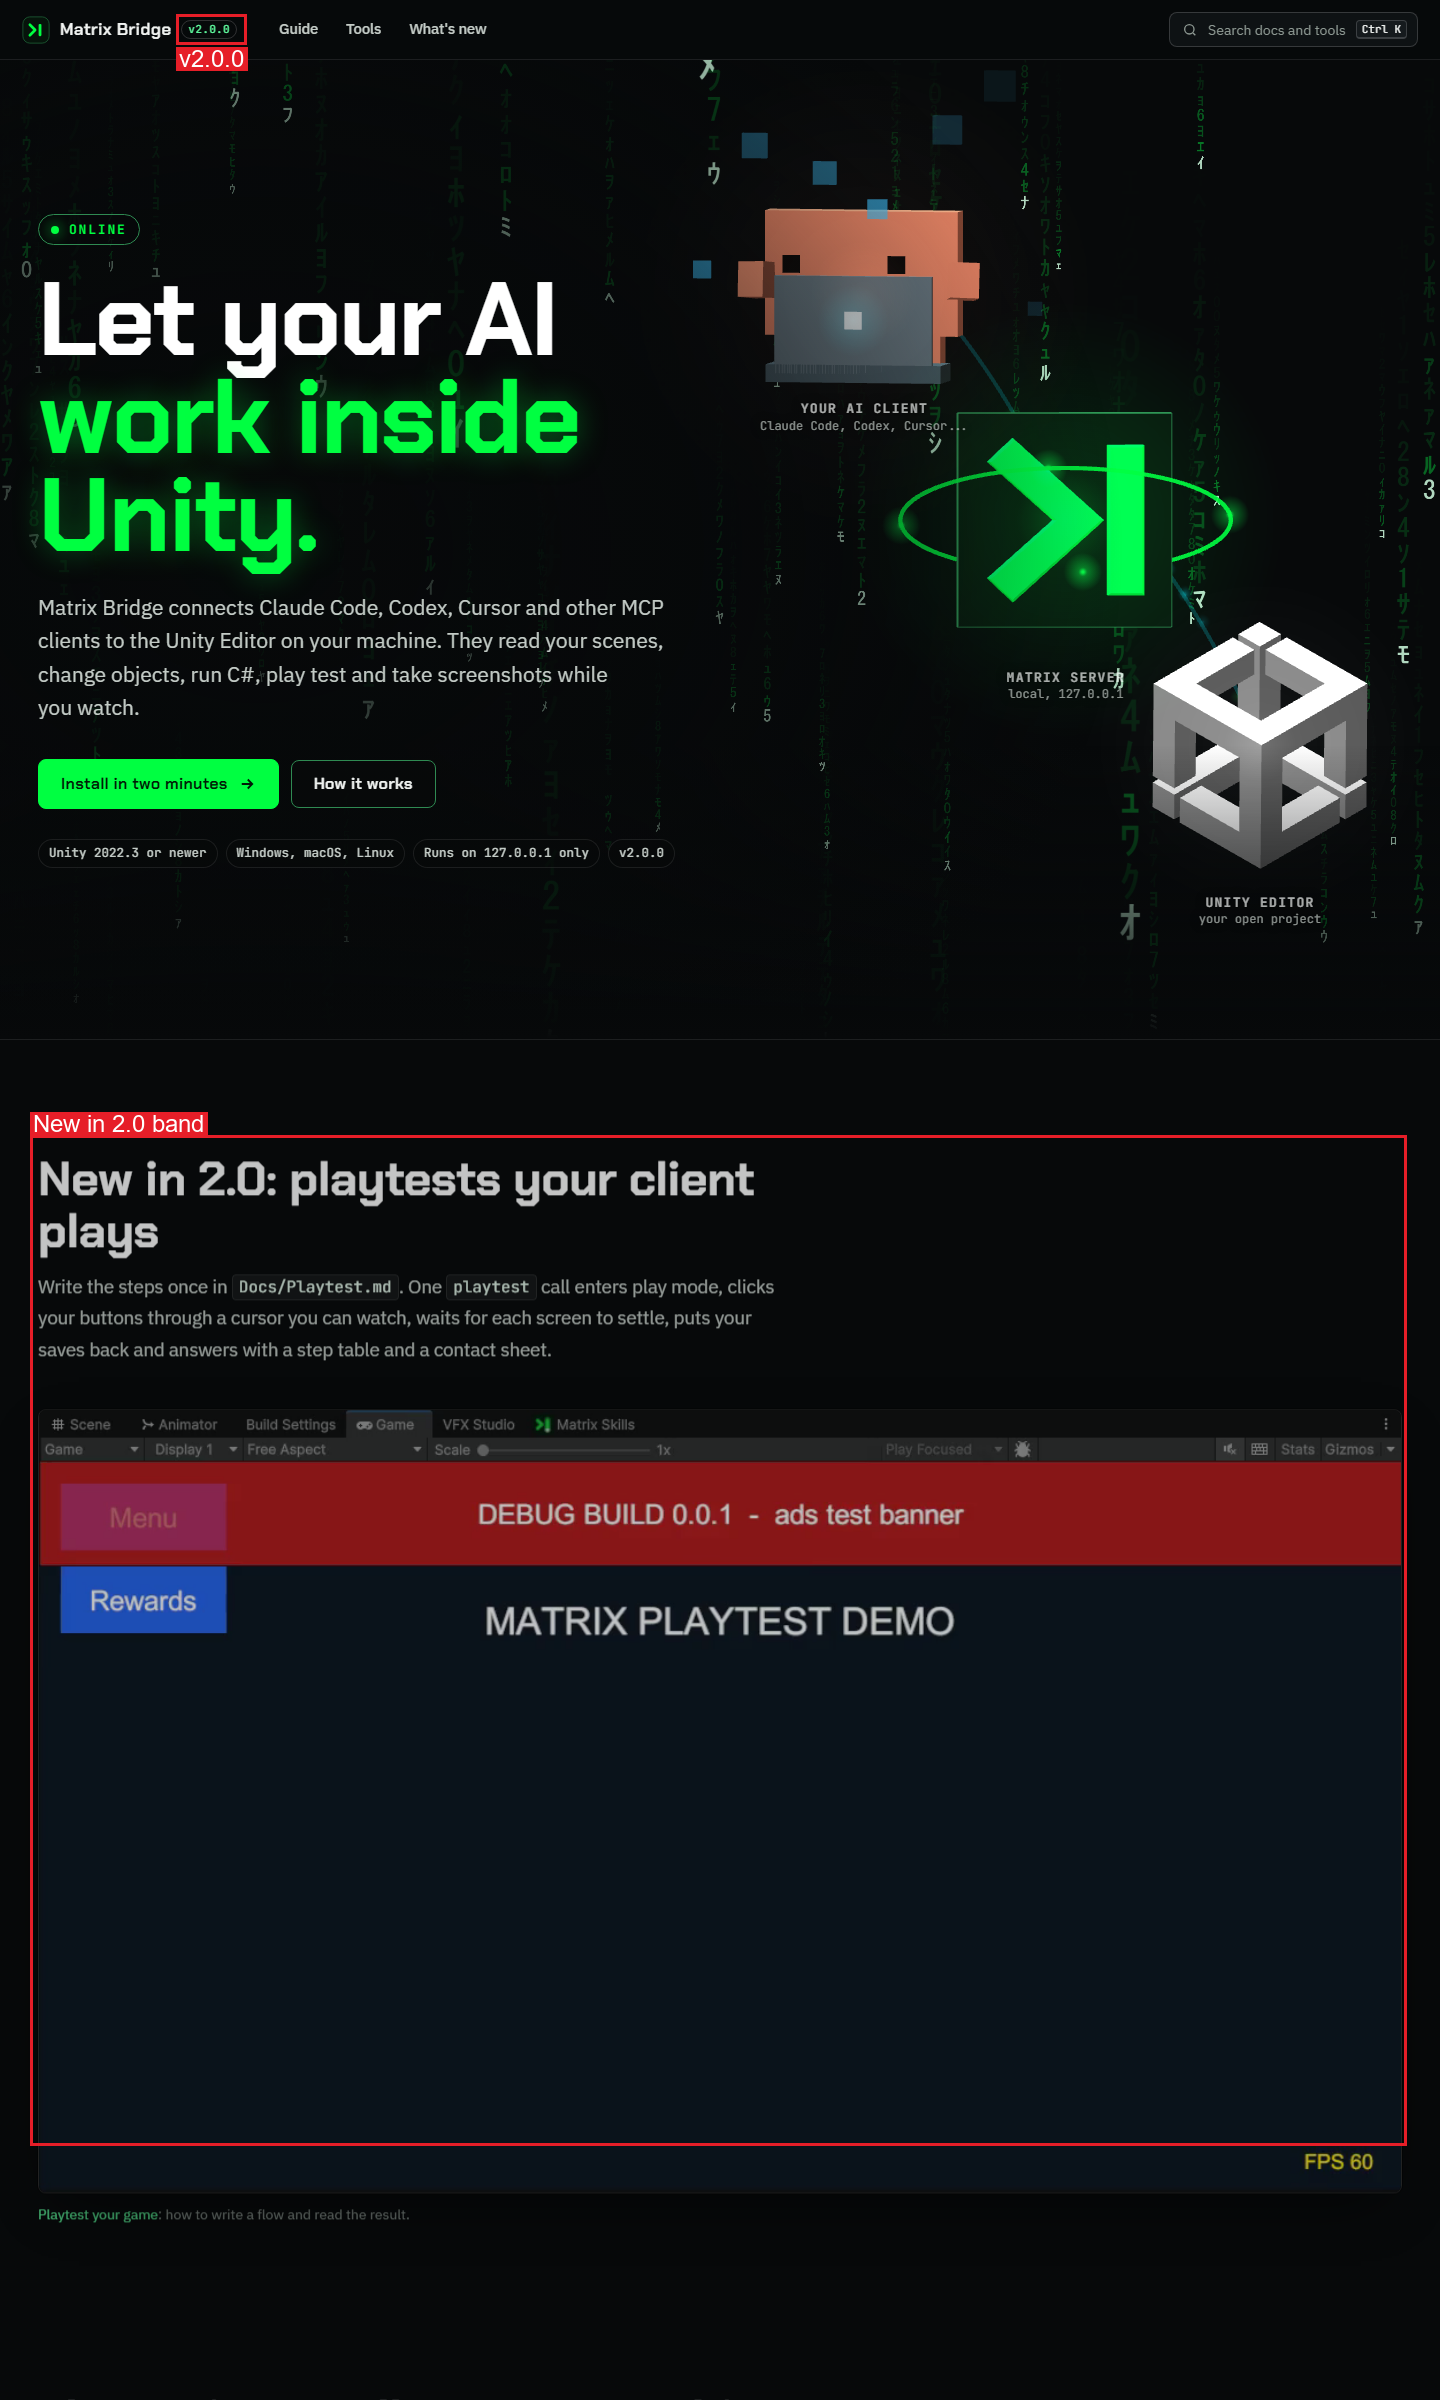 Matrix Bridge v2.0.0 Guide Tools What's new Search docs and tools Ctrl K
v2.0.0
ONLINE
Let your AI
work inside
Unity.
Matrix Bridge connects Claude Code, Codex, Cursor and other MCP
clients to the Unity Editor on your machine. They read your scenes,
change objects, run C#, play test and take screenshots while
you watch.
Install in two minutes → How it works
Unity 2022.3 or newer Windows, macOS, Linux Runs on 127.0.0.1 only v2.0.0
YOUR AI CLIENT
Claude Code, Codex, Cursor...
MATRIX SERVER
local, 127.0.0.1
UNITY EDITOR
your open project
New in 2.0 band
New in 2.0: playtests your client
plays
Write the steps once in Docs/Playtest.md. One playtest call enters play mode, clicks
your buttons through a cursor you can watch, waits for each screen to settle, puts your
saves back and answers with a step table and a contact sheet.
Scene Animator Build Settings Game VFX Studio Matrix Skills
Game Display 1 Free Aspect Scale 1x Play Focused Stats Gizmos
Menu
DEBUG BUILD 0.0.1 - ads test banner
Rewards
MATRIX PLAYTEST DEMO
FPS 60
Playtest your game: how to write a flow and read the result.